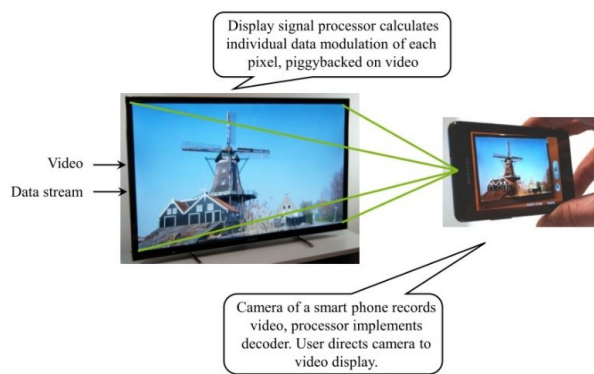 Display signal processor calculates
individual data modulation of each
pixel, piggybacked on video
Video
Data stream
Camera of a smart phone records
video, processor implements
decoder. User directs camera to
video display.